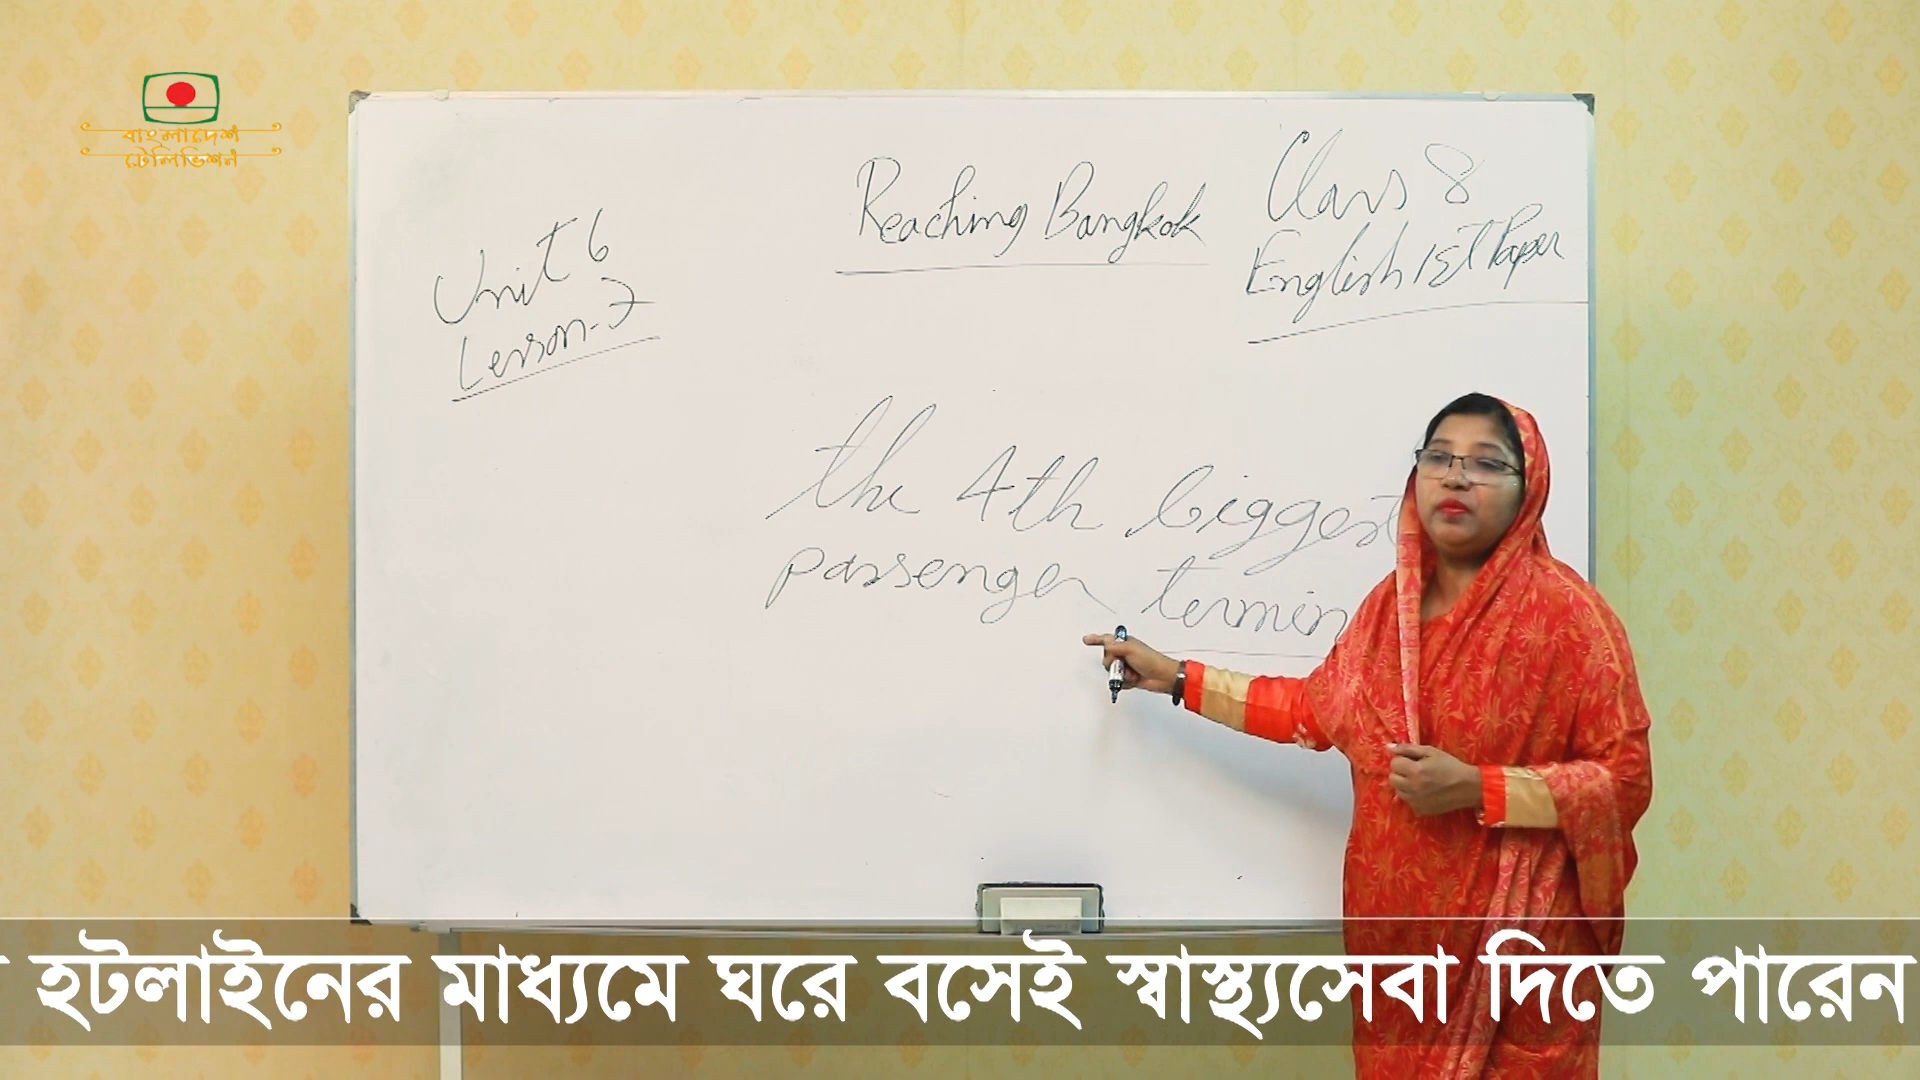 বাংলাদেশ
টেলিভিশন
Unit 6
Lesson-2
Reaching Bangkok
Class 8
English 1st Paper
the 4th biggest
passenger termin
হটলাইনের মাধ্যমে ঘরে বসেই স্বাস্থ্যসেবা দিতে পারেন